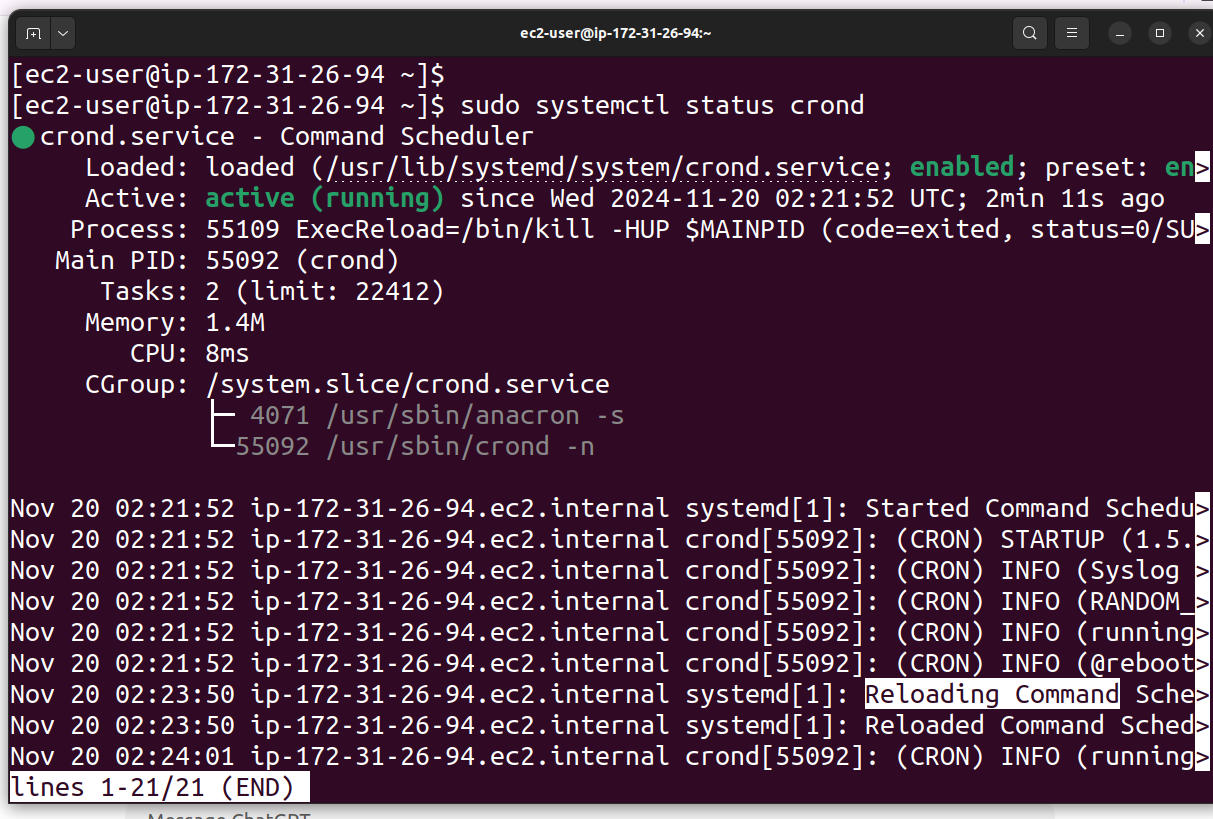 ec2-user@ip-172-31-26-94:~
[ec2-user@ip-172-31-26-94 ~]$
[ec2-user@ip-172-31-26-94 ~]$ sudo systemctl status crond
● crond.service - Command Scheduler
     Loaded: loaded (/usr/lib/systemd/system/crond.service; enabled; preset: en>
     Active: active (running) since Wed 2024-11-20 02:21:52 UTC; 2min 11s ago
    Process: 55109 ExecReload=/bin/kill -HUP $MAINPID (code=exited, status=0/SU>
   Main PID: 55092 (crond)
      Tasks: 2 (limit: 22412)
     Memory: 1.4M
        CPU: 8ms
     CGroup: /system.slice/crond.service
             ├─ 4071 /usr/sbin/anacron -s
             └─55092 /usr/sbin/crond -n
Nov 20 02:21:52 ip-172-31-26-94.ec2.internal systemd[1]: Started Command Schedu>
Nov 20 02:21:52 ip-172-31-26-94.ec2.internal crond[55092]: (CRON) STARTUP (1.5.>
Nov 20 02:21:52 ip-172-31-26-94.ec2.internal crond[55092]: (CRON) INFO (Syslog >
Nov 20 02:21:52 ip-172-31-26-94.ec2.internal crond[55092]: (CRON) INFO (RANDOM_>
Nov 20 02:21:52 ip-172-31-26-94.ec2.internal crond[55092]: (CRON) INFO (running>
Nov 20 02:21:52 ip-172-31-26-94.ec2.internal crond[55092]: (CRON) INFO (@reboot>
Nov 20 02:23:50 ip-172-31-26-94.ec2.internal systemd[1]: Reloading Command Sche>
Nov 20 02:23:50 ip-172-31-26-94.ec2.internal systemd[1]: Reloaded Command Sched>
Nov 20 02:24:01 ip-172-31-26-94.ec2.internal crond[55092]: (CRON) INFO (running>
lines 1-21/21 (END)
Message ChatGPT